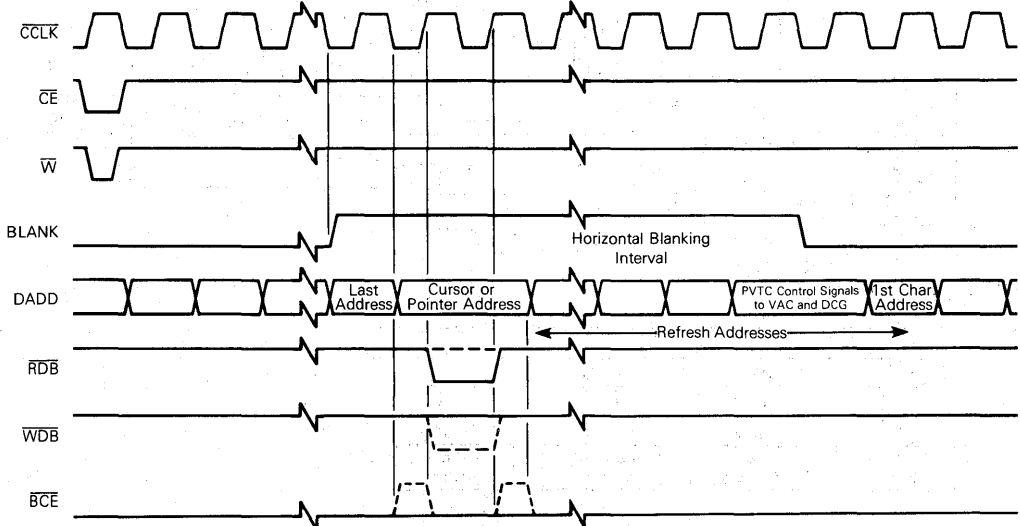 CCLK
CE
W
BLANK
Horizontal Blanking
Interval
DADD
Last
Address
Cursor or
Pointer Address
PVTC Control Signals
to VAC and DCG
1st Char.
Address
Refresh Addresses
RDB
WDB
BCE